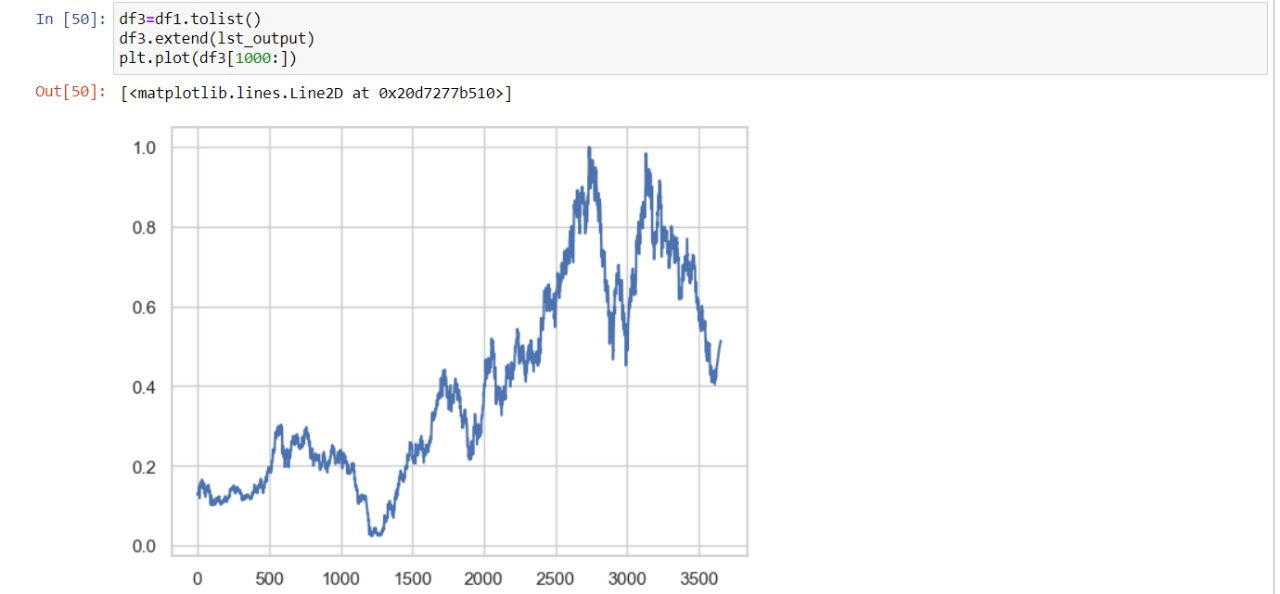 In [50]: df3=df1.tolist()
df3.extend(lst_output)
plt.plot(df3[1000:])
Out[50]: [<matplotlib.lines.Line2D at 0x20d7277b510>]
1.0
0.8
0.6
0.4
0.2
0.0
0 500 1000 1500 2000 2500 3000 3500